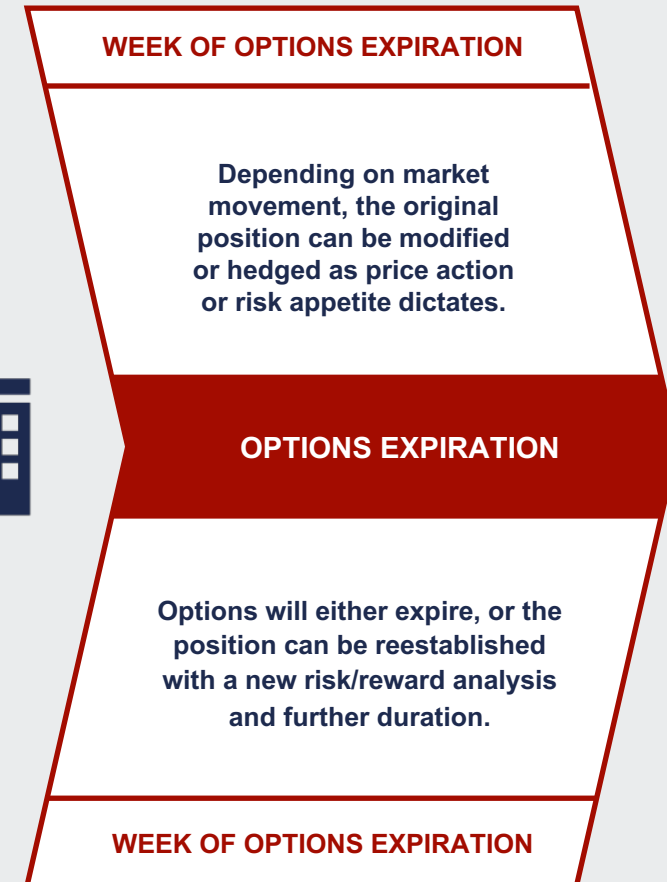 WEEK OF OPTIONS EXPIRATION
Depending on market
movement, the original
position can be modified
or hedged as price action
or risk appetite dictates.
OPTIONS EXPIRATION
Options will either expire, or the
position can be reestablished
with a new risk/reward analysis
and further duration.
WEEK OF OPTIONS EXPIRATION